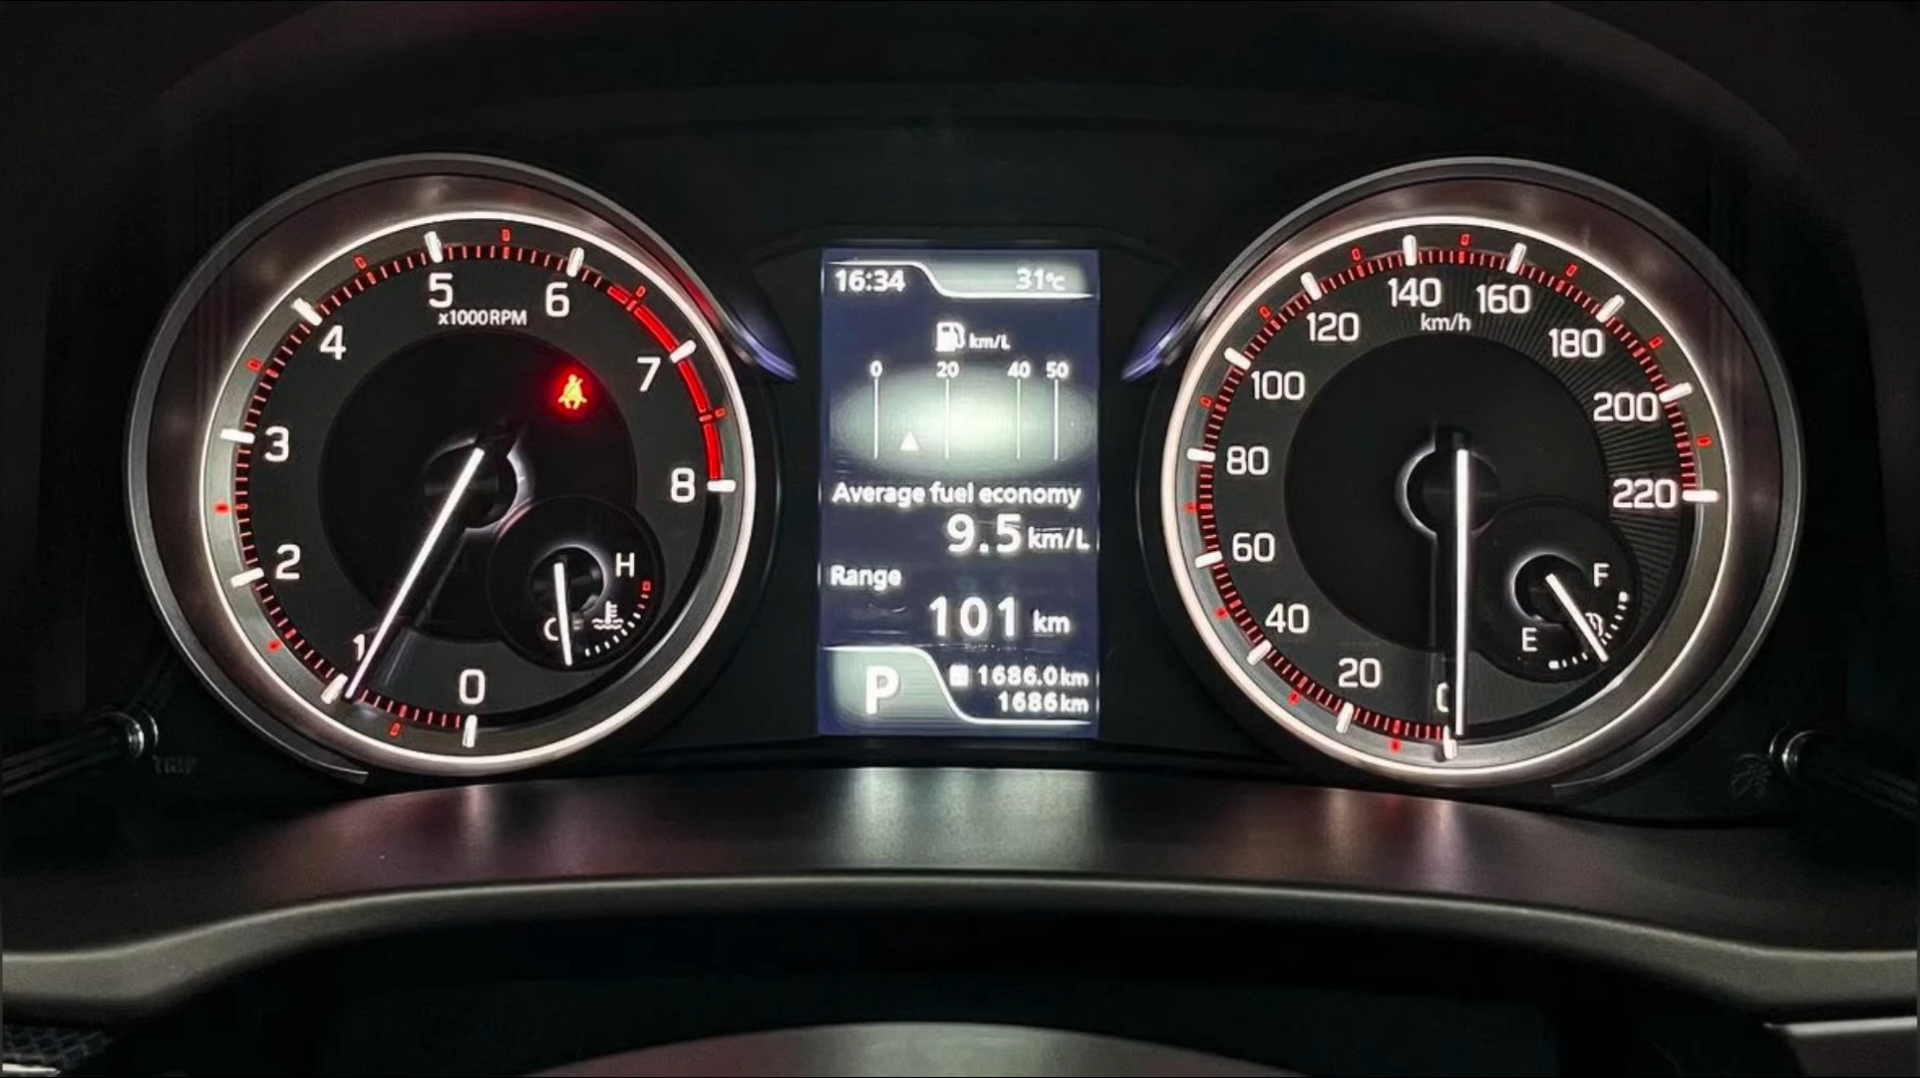 5
6
x1000RPM
4
7
3
8
2
H
C
1
0
16:34
31°C
km/L
0 20 40 50
Average fuel economy
9.5 km/L
Range
101 km
P
1686.0 km
1686 km
140 160
km/h
120
180
100
200
80
220
60
F
40
E
20
0
TRIP